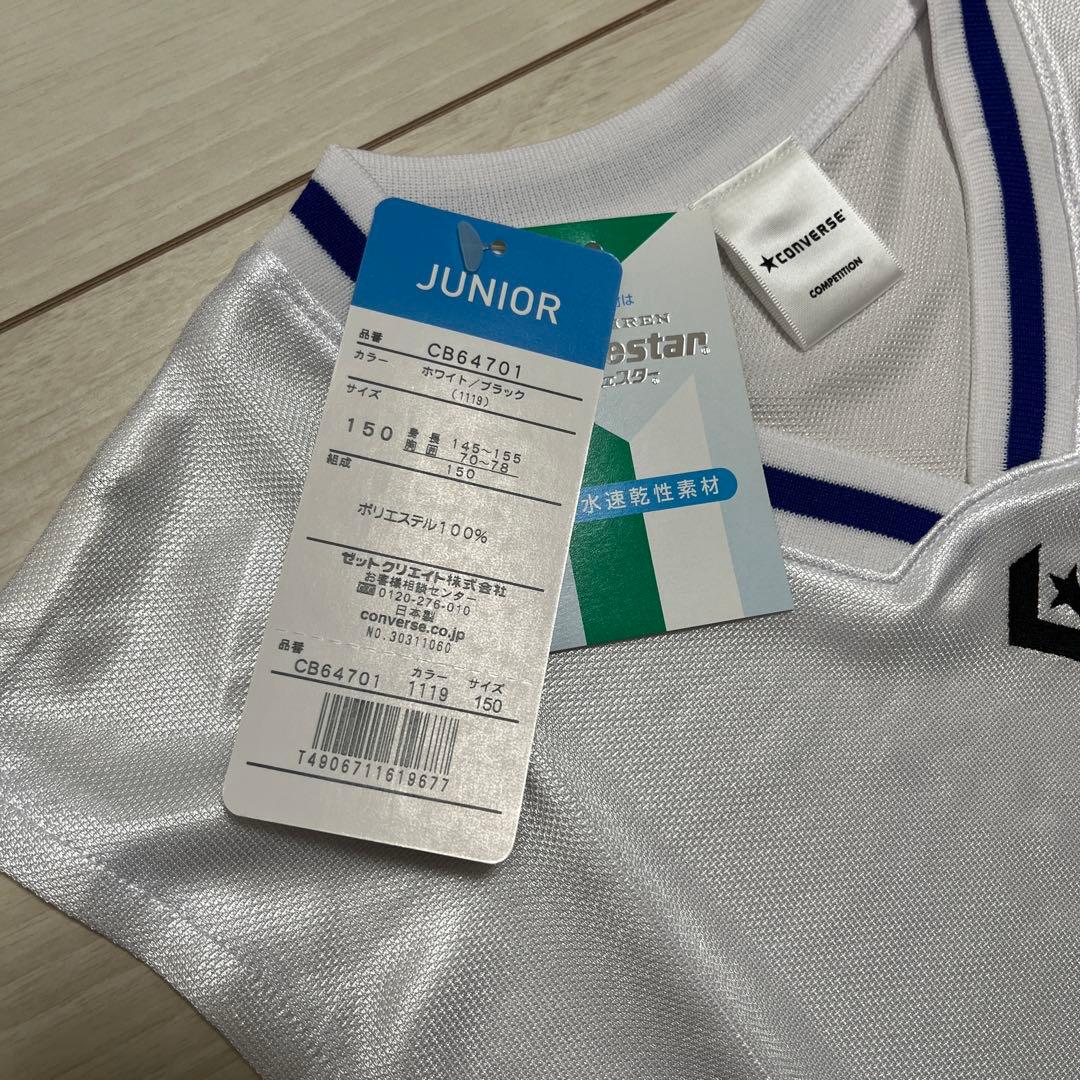 JUNIOR
品番 CB64701
カラー ホワイト/ブラック
(1119)
サイズ
150 身長 145~155
胸囲 70~78
150
組成
ポリエステル100%
ゼットクリエイト株式会社
お客様相談センター
0120-276-010
日本製
converse.co.jp
NO.30311060
品番 カラー サイズ
CB64701 1119 150
T4906711619677
は
REN
estar
ェスター
水速乾性素材
★CONVERSE
COMPETITION